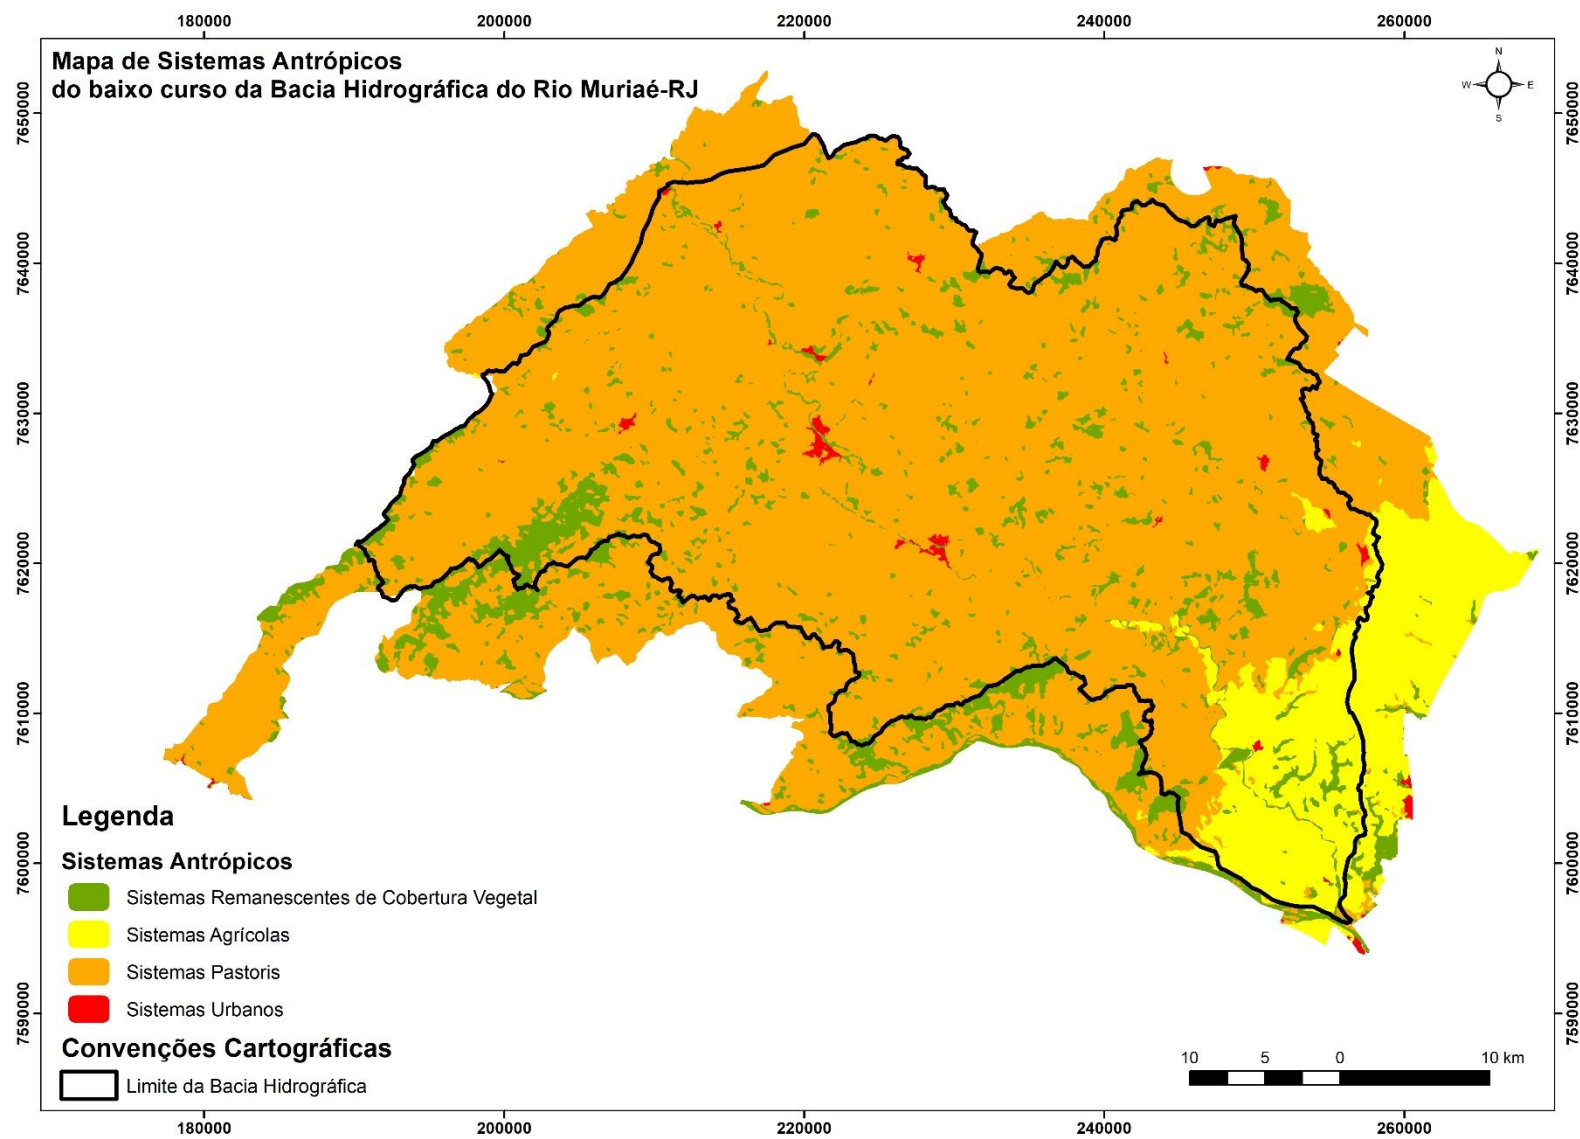 180000 200000 220000 240000 260000
Mapa de Sistemas Antrópicos
do baixo curso da Bacia Hidrográfica do Rio Muriaé-RJ
N
W E
S
7650000 7650000
7640000 7640000
7630000 7630000
7620000 7620000
7610000 7610000
7600000 7600000
7590000 7590000
Legenda
Sistemas Antrópicos
Sistemas Remanescentes de Cobertura Vegetal
Sistemas Agrícolas
Sistemas Pastoris
Sistemas Urbanos
Convenções Cartográficas
Limite da Bacia Hidrográfica
10 5 0 10 km
180000 200000 220000 240000 260000